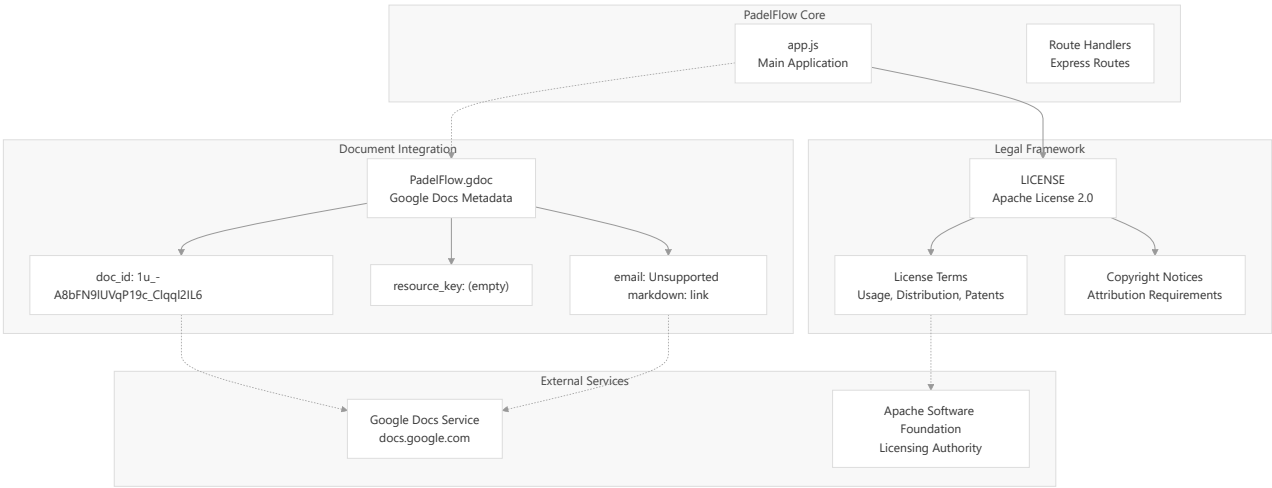 PadelFlow Core
app.js
Main Application
Route Handlers
Express Routes
Document Integration
PadelFlow.gdoc
Google Docs Metadata
doc_id: 1u_-
A8bFN9lUVqP19c_Clqql2lL6
resource_key: (empty)
email: Unsupported
markdown: link
Legal Framework
LICENSE
Apache License 2.0
License Terms
Usage, Distribution, Patents
Copyright Notices
Attribution Requirements
External Services
Google Docs Service
docs.google.com
Apache Software
Foundation
Licensing Authority